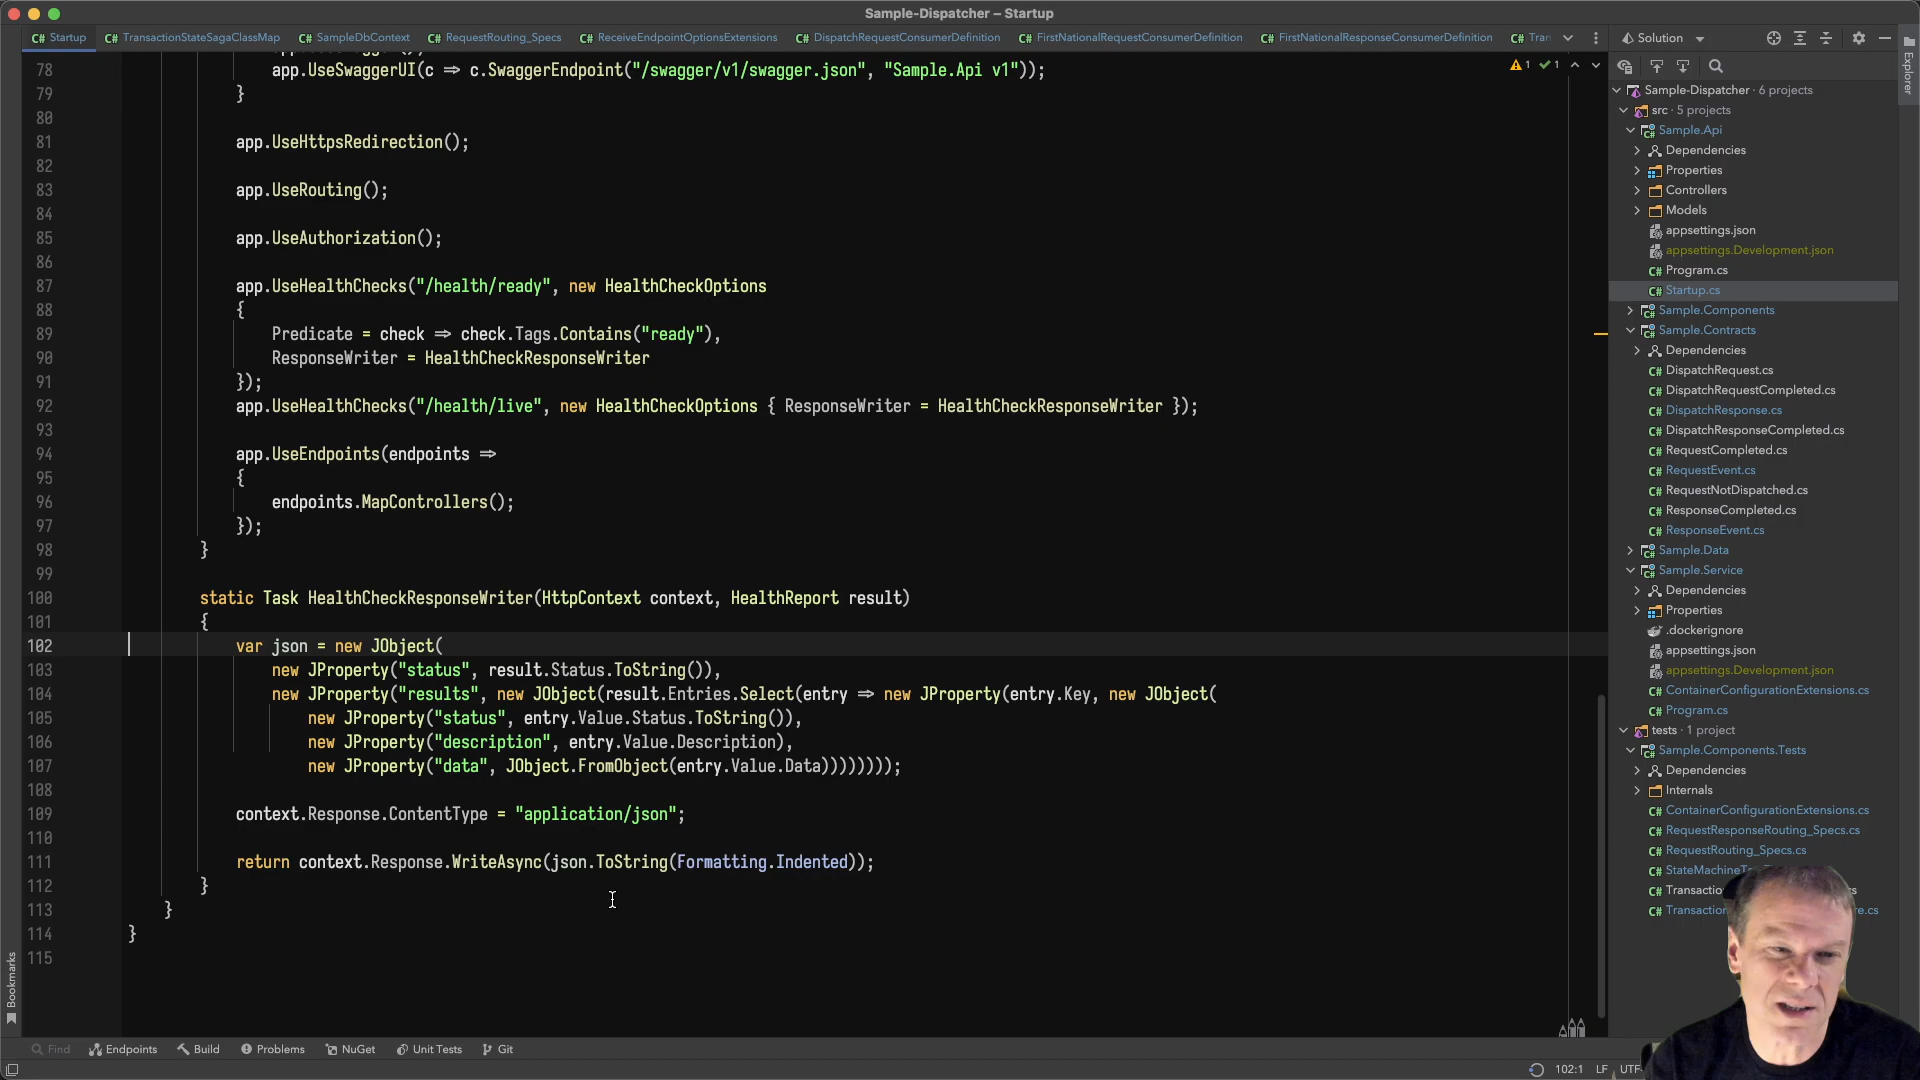 Sample-Dispatcher – Startup
C# Startup C# TransactionStateSagaClassMap C# SampleDbContext C# RequestRouting_Specs C# ReceiveEndpointOptionsExtensions C# DispatchRequestConsumerDefinition C# FirstNationalRequestConsumerDefinition C# FirstNationalResponseConsumerDefinition C# Tran
78 app.UseSwaggerUI(c => c.SwaggerEndpoint("/swagger/v1/swagger.json", "Sample.Api v1"));
79 }
80
81 app.UseHttpsRedirection();
82
83 app.UseRouting();
84
85 app.UseAuthorization();
86
87 app.UseHealthChecks("/health/ready", new HealthCheckOptions
88 {
89 Predicate = check => check.Tags.Contains("ready"),
90 ResponseWriter = HealthCheckResponseWriter
91 });
92 app.UseHealthChecks("/health/live", new HealthCheckOptions { ResponseWriter = HealthCheckResponseWriter });
93
94 app.UseEndpoints(endpoints =>
95 {
96 endpoints.MapControllers();
97 });
98 }
99
100 static Task HealthCheckResponseWriter(HttpContext context, HealthReport result)
101 {
102 var json = new JObject(
103 new JProperty("status", result.Status.ToString()),
104 new JProperty("results", new JObject(result.Entries.Select(entry => new JProperty(entry.Key, new JObject(
105 new JProperty("status", entry.Value.Status.ToString()),
106 new JProperty("description", entry.Value.Description),
107 new JProperty("data", JObject.FromObject(entry.Value.Data))))))));
108
109 context.Response.ContentType = "application/json";
110
111 return context.Response.WriteAsync(json.ToString(Formatting.Indented));
112 }
113 }
114 }
115
1 1
Solution
Explorer
Sample-Dispatcher · 6 projects
src · 5 projects
C# Sample.Api
Dependencies
Properties
Controllers
Models
appsettings.json
appsettings.Development.json
C# Program.cs
C# Startup.cs
C# Sample.Components
C# Sample.Contracts
Dependencies
C# DispatchRequest.cs
C# DispatchRequestCompleted.cs
C# DispatchResponse.cs
C# DispatchResponseCompleted.cs
C# RequestCompleted.cs
C# RequestEvent.cs
C# RequestNotDispatched.cs
C# ResponseCompleted.cs
C# ResponseEvent.cs
C# Sample.Data
C# Sample.Service
Dependencies
Properties
.dockerignore
appsettings.json
appsettings.Development.json
C# ContainerConfigurationExtensions.cs
C# Program.cs
tests · 1 project
C# Sample.Components.Tests
Dependencies
Internals
C# ContainerConfigurationExtensions.cs
C# RequestResponseRouting_Specs.cs
C# RequestRouting_Specs.cs
C# StateMachineTe
C# Transaction
C# Transaction re.cs
Bookmarks
Find Endpoints Build Problems NuGet Unit Tests Git
102:1 LF UTF-